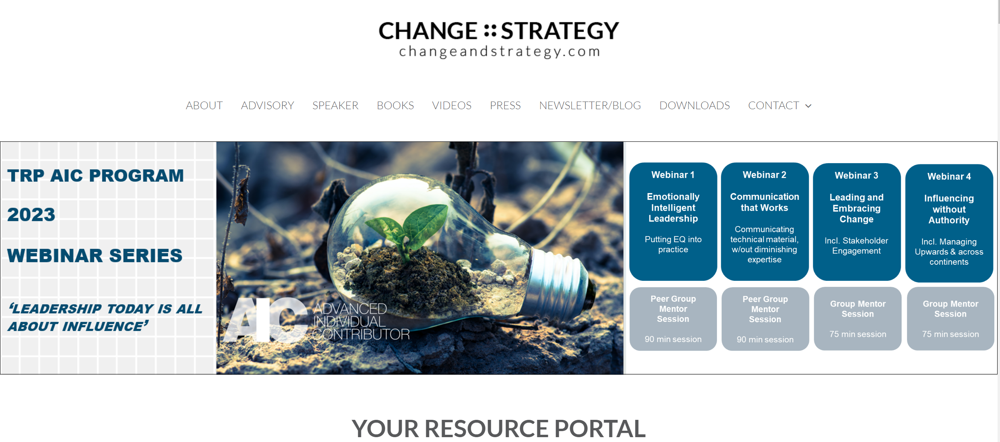 CHANGE :: STRATEGY
changeandstrategy.com
ABOUT ADVISORY SPEAKER BOOKS VIDEOS PRESS NEWSLETTER/BLOG DOWNLOADS CONTACT
TRP AIC PROGRAM
2023
WEBINAR SERIES
‘LEADERSHIP TODAY IS ALL
ABOUT INFLUENCE’
AIC
ADVANCED
INDIVIDUAL
CONTRIBUTOR
Webinar 1
Emotionally
Intelligent
Leadership
Putting EQ into
practice
Webinar 2
Communication
that Works
Communicating
technical material,
w/out diminishing
expertise
Webinar 3
Leading and
Embracing
Change
Incl. Stakeholder
Engagement
Webinar 4
Influencing
without
Authority
Incl. Managing
Upwards & across
continents
Peer Group
Mentor
Session
90 min session
Peer Group
Mentor
Session
90 min session
Group Mentor
Session
75 min session
Group Mentor
Session
75 min session
YOUR RESOURCE PORTAL